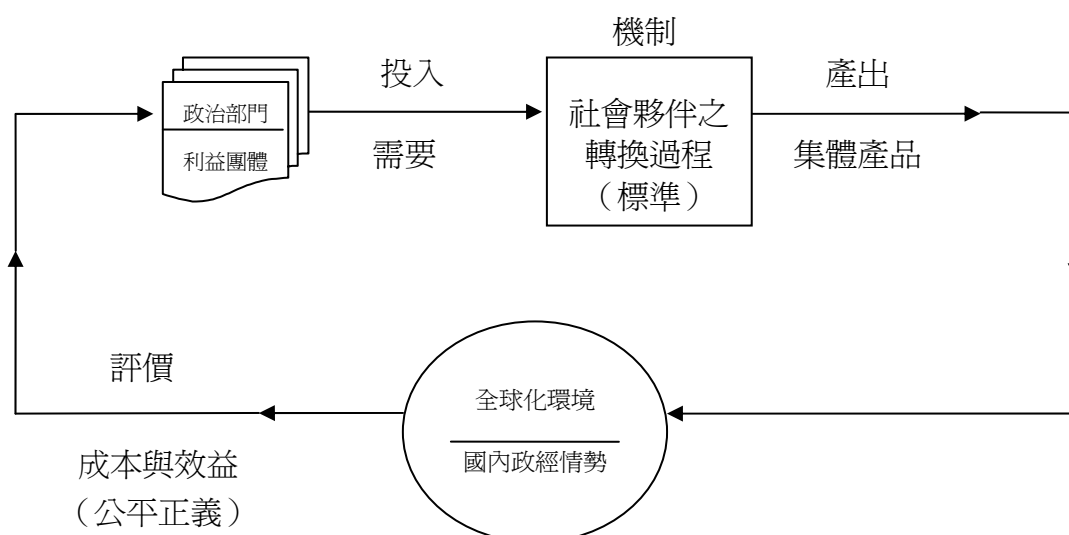 機制
投入
產出
政治部門
利益團體
需要
社會夥伴之
轉換過程
（標準）
集體產品
評價
全球化環境
國內政經情勢
成本與效益
（公平正義）